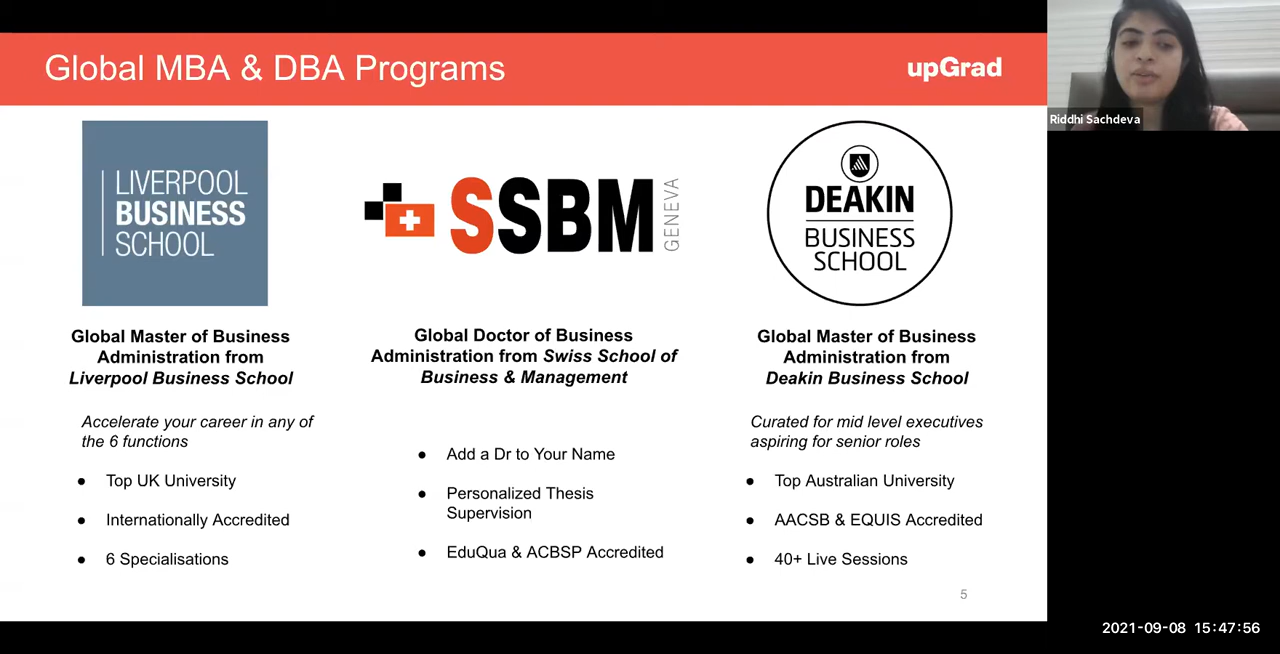 Global MBA & DBA Programs
upGrad
Riddhi Sachdeva
LIVERPOOL
BUSINESS
SCHOOL
SSBM
GENEVA
DEAKIN
BUSINESS
SCHOOL
Global Master of Business
Administration from
Liverpool Business School
Accelerate your career in any of
the 6 functions
● Top UK University
● Internationally Accredited
● 6 Specialisations
Global Doctor of Business
Administration from Swiss School of
Business & Management
● Add a Dr to Your Name
● Personalized Thesis
Supervision
● EduQua & ACBSP Accredited
Global Master of Business
Administration from
Deakin Business School
Curated for mid level executives
aspiring for senior roles
● Top Australian University
● AACSB & EQUIS Accredited
● 40+ Live Sessions
5
2021-09-08 15:47:56